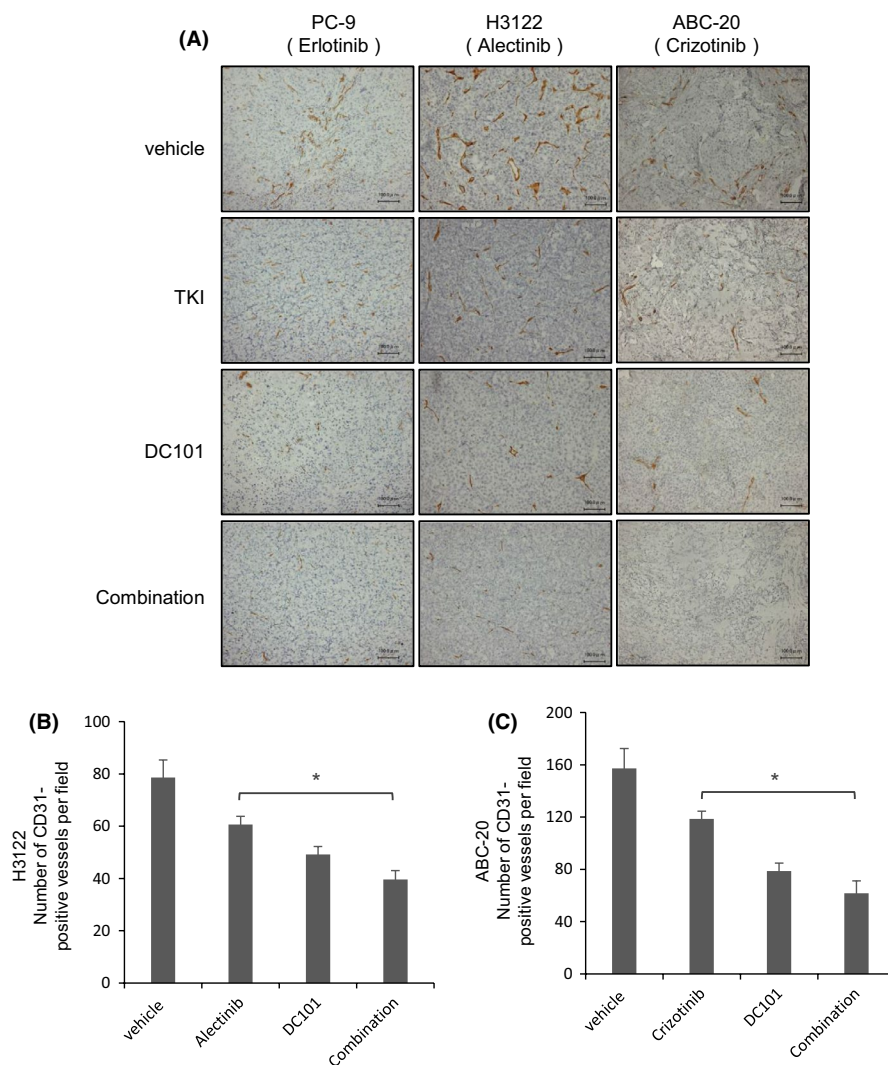 (A)
PC-9
( Erlotinib )
H3122
( Alectinib )
ABC-20
( Crizotinib )
vehicle
TKI
DC101
Combination
(B)
H3122
Number of CD31-
positive vessels per field
100
80
60
40
20
0
*
vehicle
Alectinib
DC101
Combination
(C)
ABC-20
Number of CD31-
positive vessels per field
200
160
120
80
40
0
*
vehicle
Crizotinib
DC101
Combination